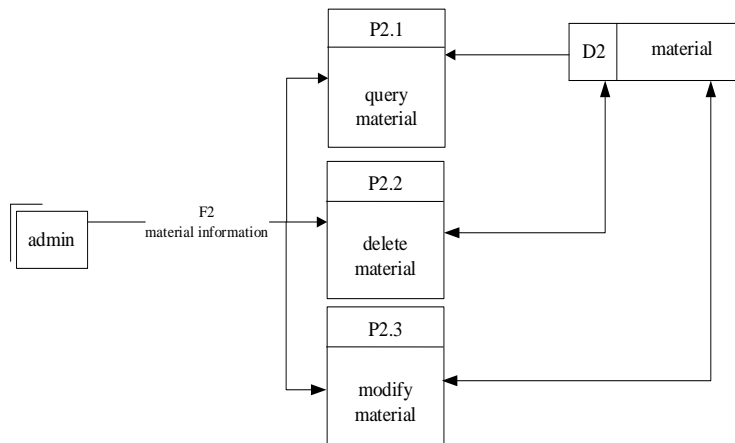 P2.1
query
material
D2
material
P2.2
delete
material
F2
material information
admin
P2.3
modify
material